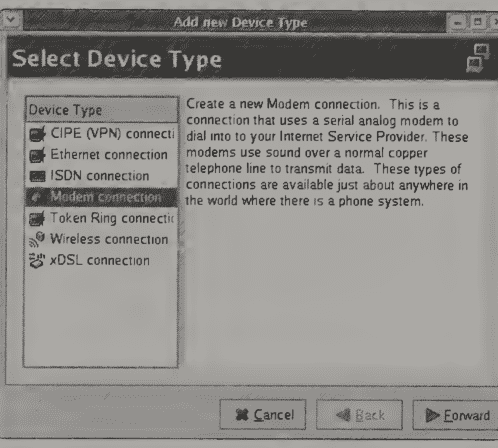 Add new Device Type
Select Device Type
Device Type
CIPE (VPN) connecti
Ethernet connection
ISDN connection
Modem connection
Token Ring connectic
Wireless connection
xDSL connection
Create a new Modem connection. This is a
connection that uses a serial analog modem to
dial into to your Internet Service Provider. These
modems use sound over a normal copper
telephone line to transmit data. These types of
connections are available just about anywhere in
the world where there is a phone system.
Cancel
Back
Forward